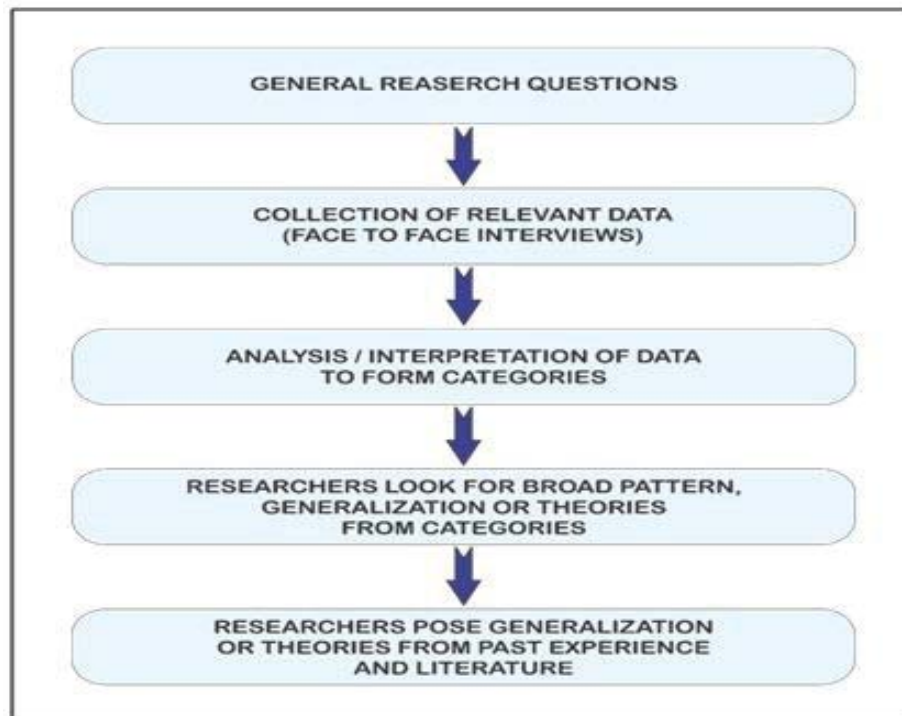 GENERAL REASERCH QUESTIONS
COLLECTION OF RELEVANT DATA
(FACE TO FACE INTERVIEWS)
ANALYSIS / INTERPRETATION OF DATA
TO FORM CATEGORIES
RESEARCHERS LOOK FOR BROAD PATTERN,
GENERALIZATION OR THEORIES
FROM CATEGORIES
RESEARCHERS POSE GENERALIZATION
OR THEORIES FROM PAST EXPERIENCE
AND LITERATURE